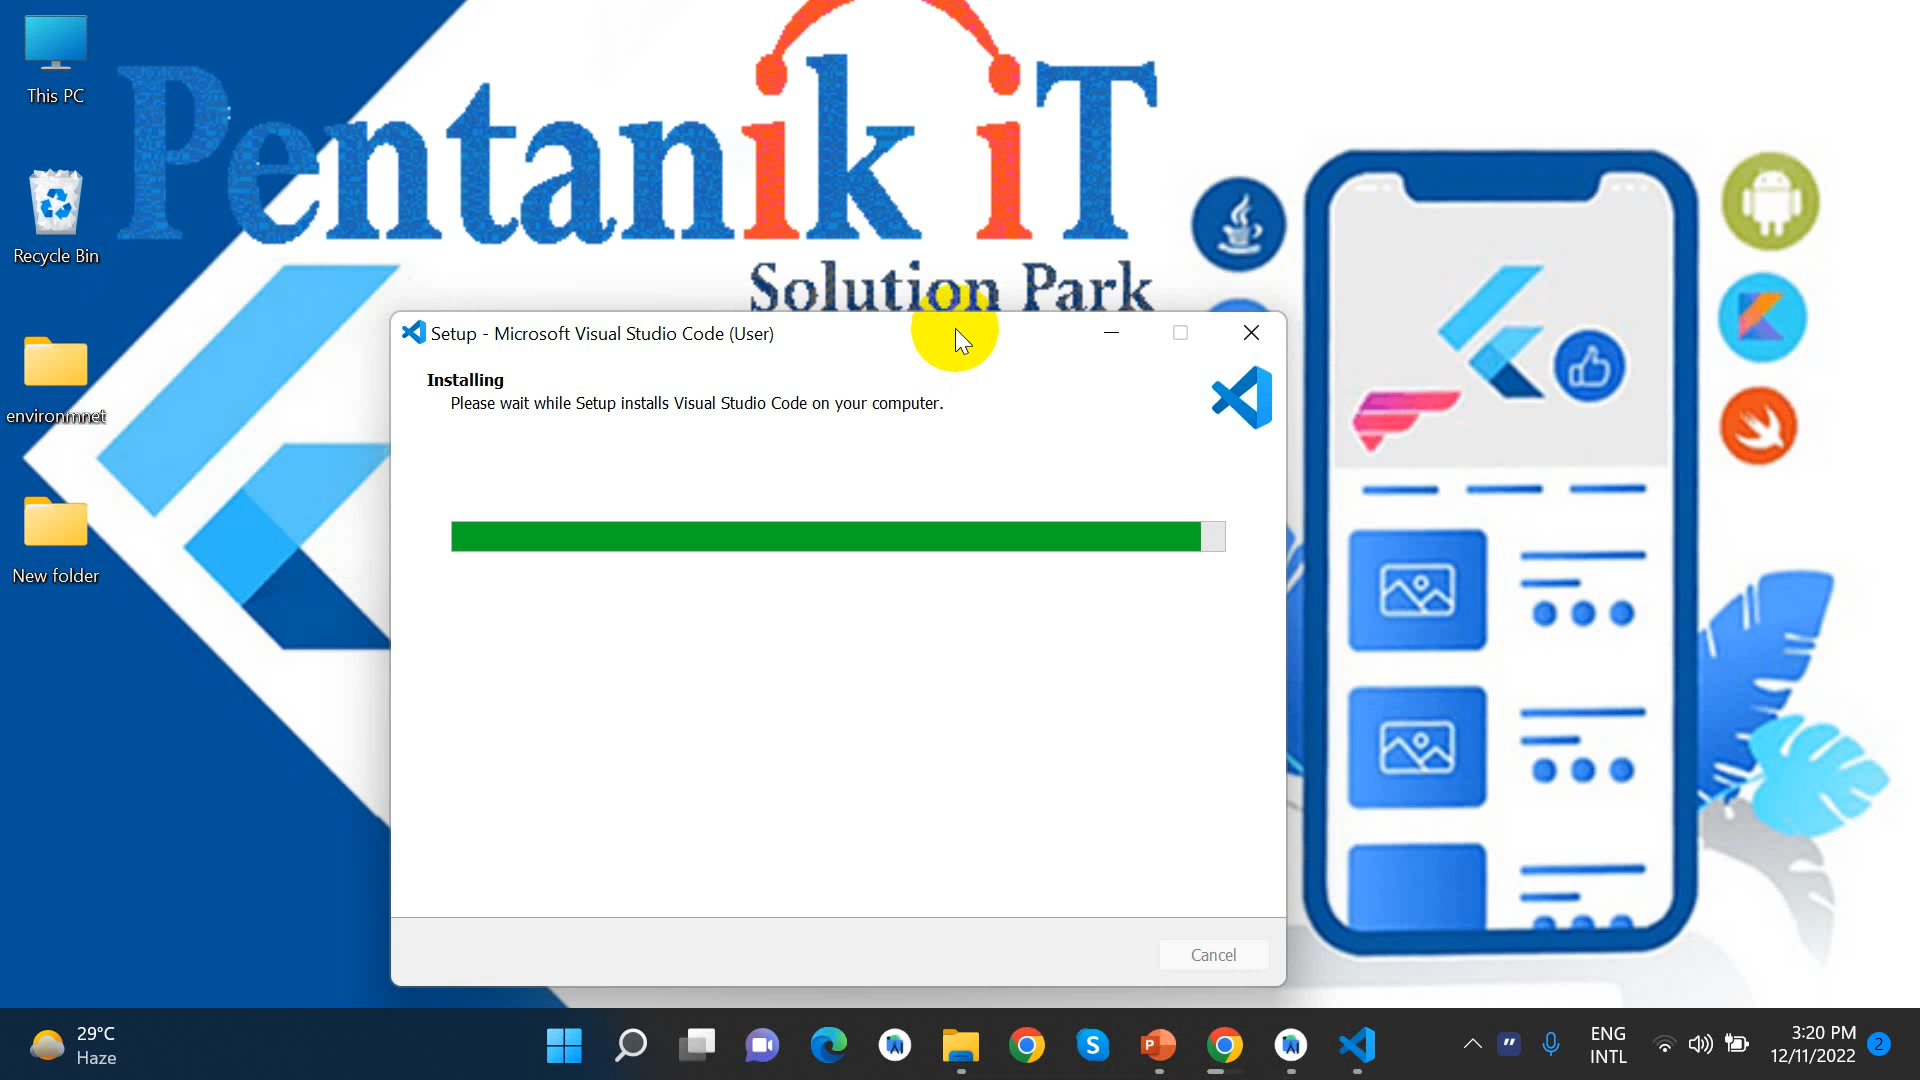 This PC
Recycle Bin
environmnet
New folder
Pentanik iT
Solution Park
Setup - Microsoft Visual Studio Code (User)
Installing
Please wait while Setup installs Visual Studio Code on your computer.
Cancel
29°C
Haze
ENG
INTL
3:20 PM
12/11/2022
2